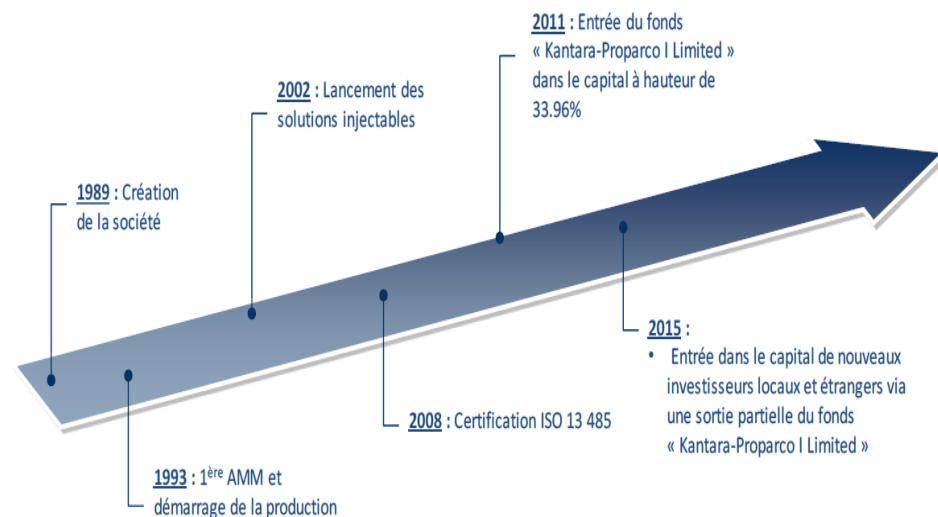 1989 : Création
de la société
1993 : 1ère AMM et
démarrage de la production
2002 : Lancement des
solutions injectables
2008 : Certification ISO 13 485
2011 : Entrée du fonds
« Kantara-Proparco I Limited »
dans le capital à hauteur de
33.96%
2015 :
• Entrée dans le capital de nouveaux
investisseurs locaux et étrangers via
une sortie partielle du fonds
« Kantara-Proparco I Limited »